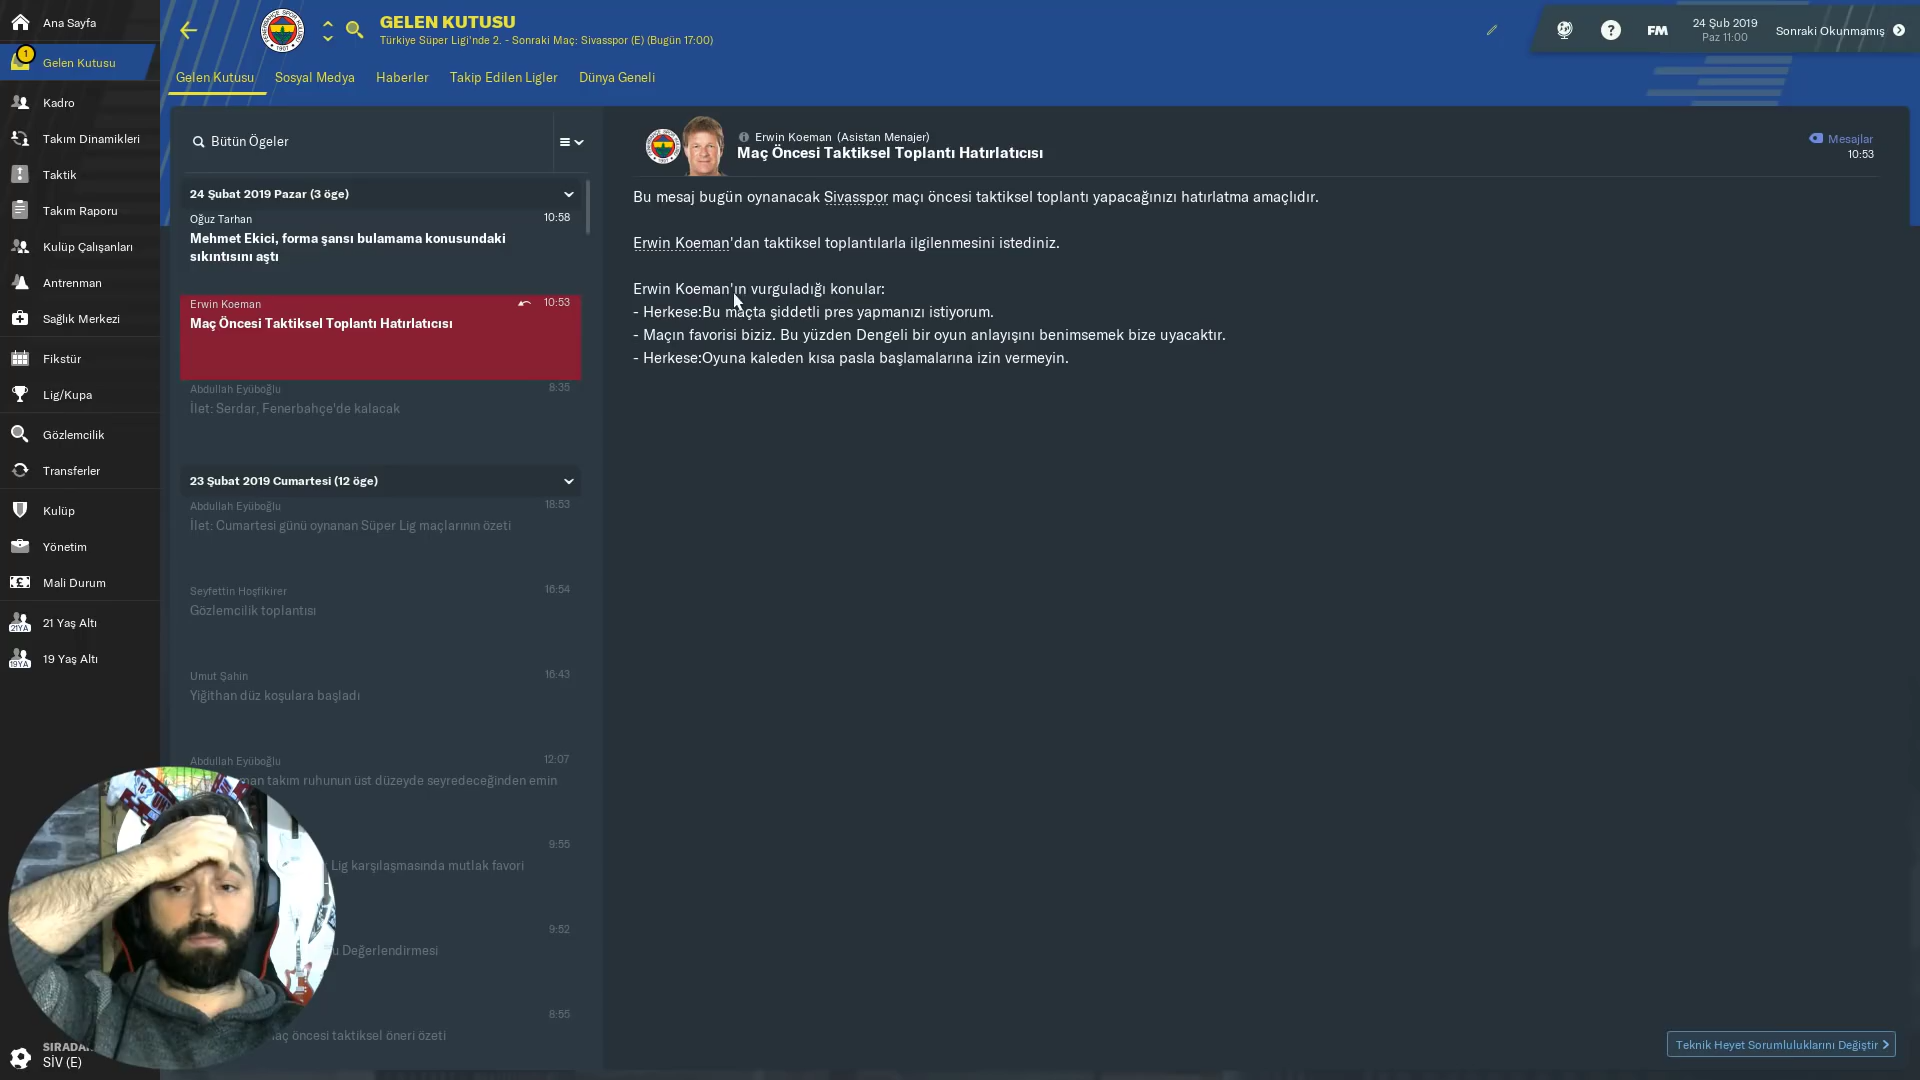 Ana Sayfa
1
Gelen Kutusu
Kadro
Takım Dinamikleri
Taktik
Takım Raporu
Kulüp Çalışanları
Antrenman
Sağlık Merkezi
Fikstür
Lig/Kupa
Gözlemcilik
Transferler
Kulüp
Yönetim
Mali Durum
21YA
21 Yaş Altı
19YA
19 Yaş Altı
SIRADA
SİV (E)
GELEN KUTUSU
Türkiye Süper Ligi'nde 2. - Sonraki Maç: Sivasspor (E) (Bugün 17:00)
?
FM
24 Şub 2019
Paz 11:00
Sonraki Okunmamış
Gelen Kutusu
Sosyal Medya
Haberler
Takip Edilen Ligler
Dünya Geneli
Bütün Ögeler
24 Şubat 2019 Pazar (3 öge)
Oğuz Tarhan
10:58
Mehmet Ekici, forma şansı bulamama konusundaki
sıkıntısını aştı
Erwin Koeman
10:53
Maç Öncesi Taktiksel Toplantı Hatırlatıcısı
Abdullah Eyüboğlu
8:35
İlet: Serdar, Fenerbahçe'de kalacak
23 Şubat 2019 Cumartesi (12 öge)
Abdullah Eyüboğlu
18:53
İlet: Cumartesi günü oynanan Süper Lig maçlarının özeti
Seyfettin Hoşfikirer
16:54
Gözlemcilik toplantısı
Umut Şahin
16:43
Yiğithan düz koşulara başladı
Abdullah Eyüboğlu
12:07
takım ruhunun üst düzeyde seyredeceğinden emin
9:55
Lig karşılaşmasında mutlak favori
9:52
Değerlendirmesi
8:55
öncesi taktiksel öneri özeti
Erwin Koeman (Asistan Menajer)
Maç Öncesi Taktiksel Toplantı Hatırlatıcısı
Mesajlar
10:53
Bu mesaj bugün oynanacak Sivasspor maçı öncesi taktiksel toplantı yapacağınızı hatırlatma amaçlıdır.
Erwin Koeman'dan taktiksel toplantılarla ilgilenmesini istediniz.
Erwin Koeman'ın vurguladığı konular:
- Herkese:Bu maçta şiddetli pres yapmanızı istiyorum.
- Maçın favorisi biziz. Bu yüzden Dengeli bir oyun anlayışını benimsemek bize uyacaktır.
- Herkese:Oyuna kaleden kısa pasla başlamalarına izin vermeyin.
Teknik Heyet Sorumluluklarını Değiştir